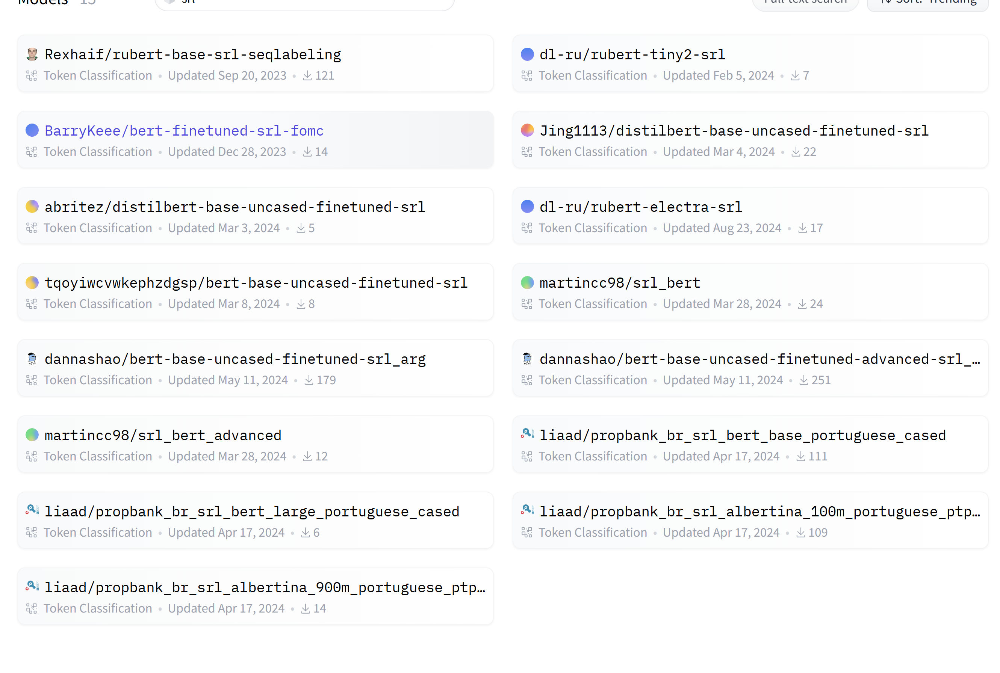 Models 15
srl
Full-text search
Sort: Trending
Rexhaif/rubert-base-srl-seqlabeling
Token Classification • Updated Sep 20, 2023 • 121
dl-ru/rubert-tiny2-srl
Token Classification • Updated Feb 5, 2024 • 7
BarryKeee/bert-finetuned-srl-fomc
Token Classification • Updated Dec 28, 2023 • 14
Jing1113/distilbert-base-uncased-finetuned-srl
Token Classification • Updated Mar 4, 2024 • 22
abritez/distilbert-base-uncased-finetuned-srl
Token Classification • Updated Mar 3, 2024 • 5
dl-ru/rubert-electra-srl
Token Classification • Updated Aug 23, 2024 • 17
tqoyiwcvwkephzdgsp/bert-base-uncased-finetuned-srl
Token Classification • Updated Mar 8, 2024 • 8
martincc98/srl_bert
Token Classification • Updated Mar 28, 2024 • 24
dannashao/bert-base-uncased-finetuned-srl_arg
Token Classification • Updated May 11, 2024 • 179
dannashao/bert-base-uncased-finetuned-advanced-srl_…
Token Classification • Updated May 11, 2024 • 251
martincc98/srl_bert_advanced
Token Classification • Updated Mar 28, 2024 • 12
liaad/propbank_br_srl_bert_base_portuguese_cased
Token Classification • Updated Apr 17, 2024 • 111
liaad/propbank_br_srl_bert_large_portuguese_cased
Token Classification • Updated Apr 17, 2024 • 6
liaad/propbank_br_srl_albertina_100m_portuguese_ptp…
Token Classification • Updated Apr 17, 2024 • 109
liaad/propbank_br_srl_albertina_900m_portuguese_ptp…
Token Classification • Updated Apr 17, 2024 • 14